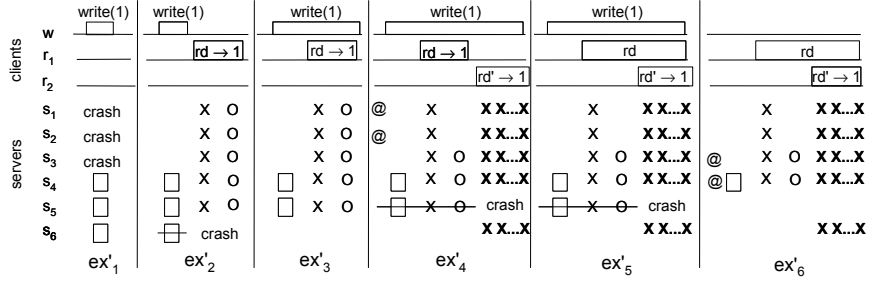 write(1) write(1) write(1) write(1) write(1)
w
clients
r1 rd → 1 rd → 1 rd → 1 rd rd
r2 rd' → 1 rd' → 1 rd' → 1
servers
s1 crash X O X O @ X X X...X X X X...X X X X...X
s2 crash X O X O @ X X X...X X X X...X X X X...X
s3 crash X O X O X O X X...X X O X X...X @ X O X X...X
s4 X O X O X O X X...X X O X X...X @ X O X X...X
s5 X O X O X O crash X O crash
s6 crash X X...X X X...X X X...X
ex'1 ex'2 ex'3 ex'4 ex'5 ex'6